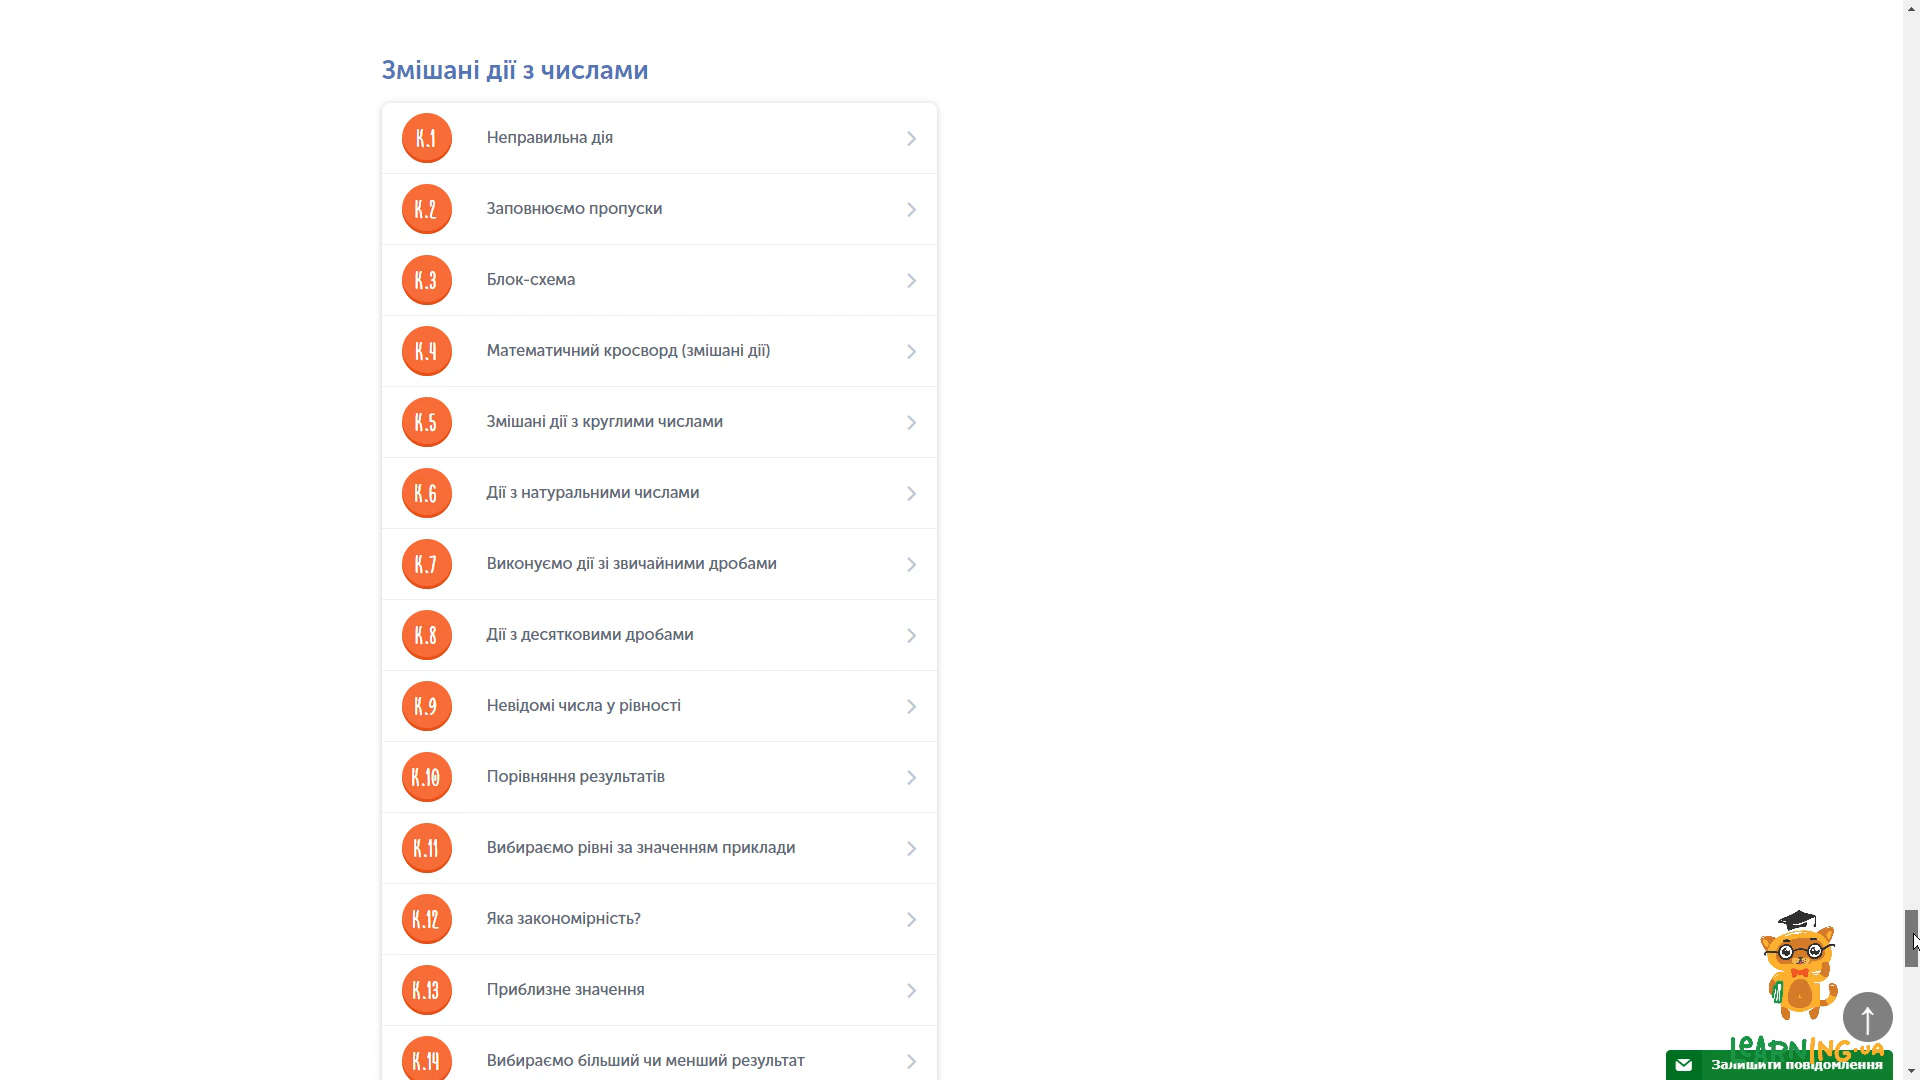 Змішані дії з числами
К.1 Неправильна дія
К.2 Заповнюємо пропуски
К.3 Блок-схема
К.4 Математичний кросворд (змішані дії)
К.5 Змішані дії з круглими числами
К.6 Дії з натуральними числами
К.7 Виконуємо дії зі звичайними дробами
К.8 Дії з десятковими дробами
К.9 Невідомі числа у рівності
К.10 Порівняння результатів
К.11 Вибираємо рівні за значенням приклади
К.12 Яка закономірність?
К.13 Приблизне значення
К.14 Вибираємо більший чи менший результат
LEARNING.ua
Залишити повідомлення